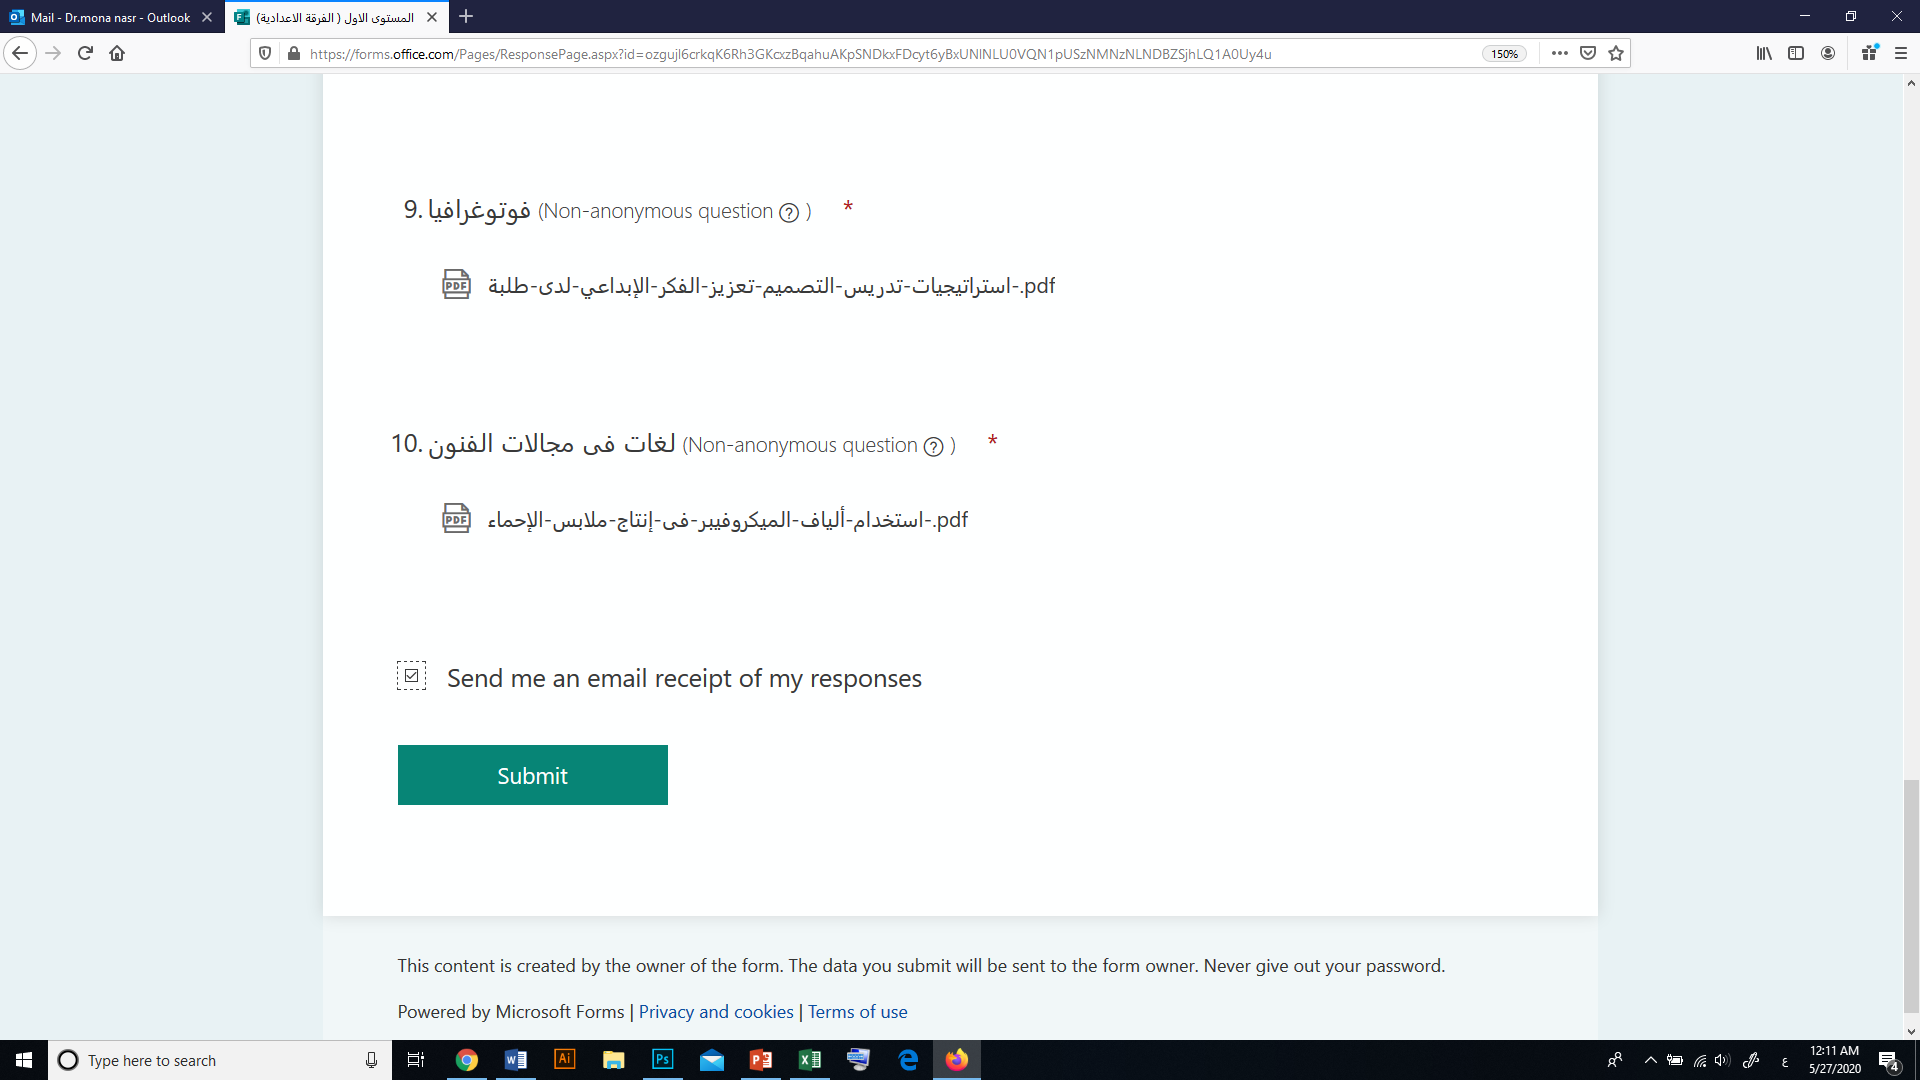 Mail - Dr.mona nasr - Outlook
المستوى الاول ( الفرقة الاعدادية)
https://forms.office.com/Pages/ResponsePage.aspx?id=ozgujl6crkqK6Rh3GKcxzBqahuAKpSNDkxFDcyt6yBxUNlNLU0VQN1pUSzNMNzNLNDBZSjhLQ1A0Uy4u
150%
9. فوتوغرافيا (Non-anonymous question ? ) *
PDF استراتيجيات-تدريس-التصميم-تعزيز-الفكر-الإبداعي-لدى-طلبة-.pdf
10. لغات فى مجالات الفنون (Non-anonymous question ? ) *
PDF استخدام-ألياف-الميكروفيبر-فى-إنتاج-ملابس-الإحماء-.pdf
Send me an email receipt of my responses
Submit
This content is created by the owner of the form. The data you submit will be sent to the form owner. Never give out your password.
Powered by Microsoft Forms | Privacy and cookies | Terms of use
Type here to search
Ai
Ps
ع
12:11 AM
5/27/2020
4